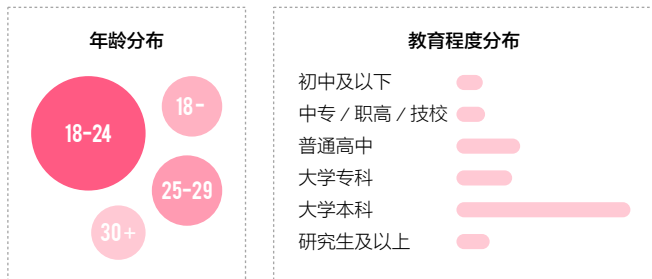 年龄分布
18-24
18-
25-29
30+
教育程度分布
初中及以下
中专 / 职高 / 技校
普通高中
大学专科
大学本科
研究生及以上